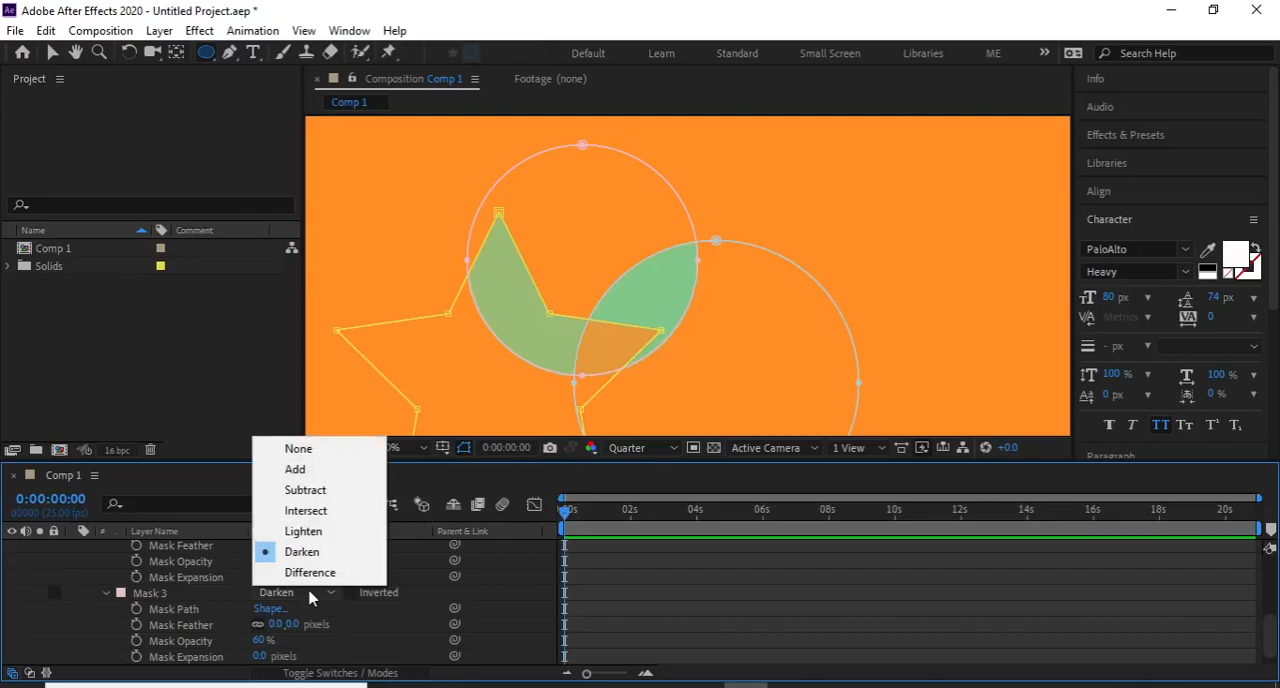 Ae Adobe After Effects 2020 - Untitled Project.aep *
File Edit Composition Layer Effect Animation View Window Help
Default Learn Standard Small Screen Libraries ME Search Help
Project
Composition Comp 1
Footage (none)
Comp 1
Name Comment
Comp 1
Solids
16 bpc
0:00:00:00 Quarter Active Camera 1 View +0.0
Info
Audio
Effects & Presets
Libraries
Align
Character
PaloAlto
Heavy
80 px 74 px
Metrics 0
- px
100 % 100 %
0 px 0 %
T T TT Tt T¹ T₁
Paragraph
Comp 1
0:00:00:00
00000 (25.00 fps)
# Layer Name Parent & Link
:00s 02s 04s 06s 08s 10s 12s 14s 16s 18s 20s
None
Add
Subtract
Intersect
Lighten
Darken
Difference
Mask Feather
Mask Opacity
Mask Expansion
Mask 3 Darken Inverted
Mask Path Shape...
Mask Feather 0.0,0.0 pixels
Mask Opacity 60 %
Mask Expansion 0.0 pixels
Toggle Switches / Modes